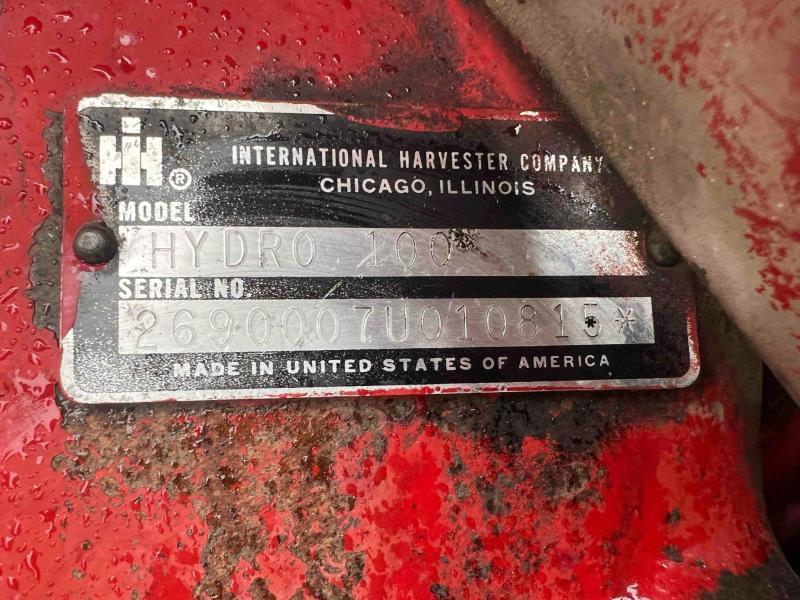 IH ®
INTERNATIONAL HARVESTER COMPANY
CHICAGO, ILLINOIS
MODEL
HYDRO 100*
SERIAL NO.
2690007U010815*
MADE IN UNITED STATES OF AMERICA